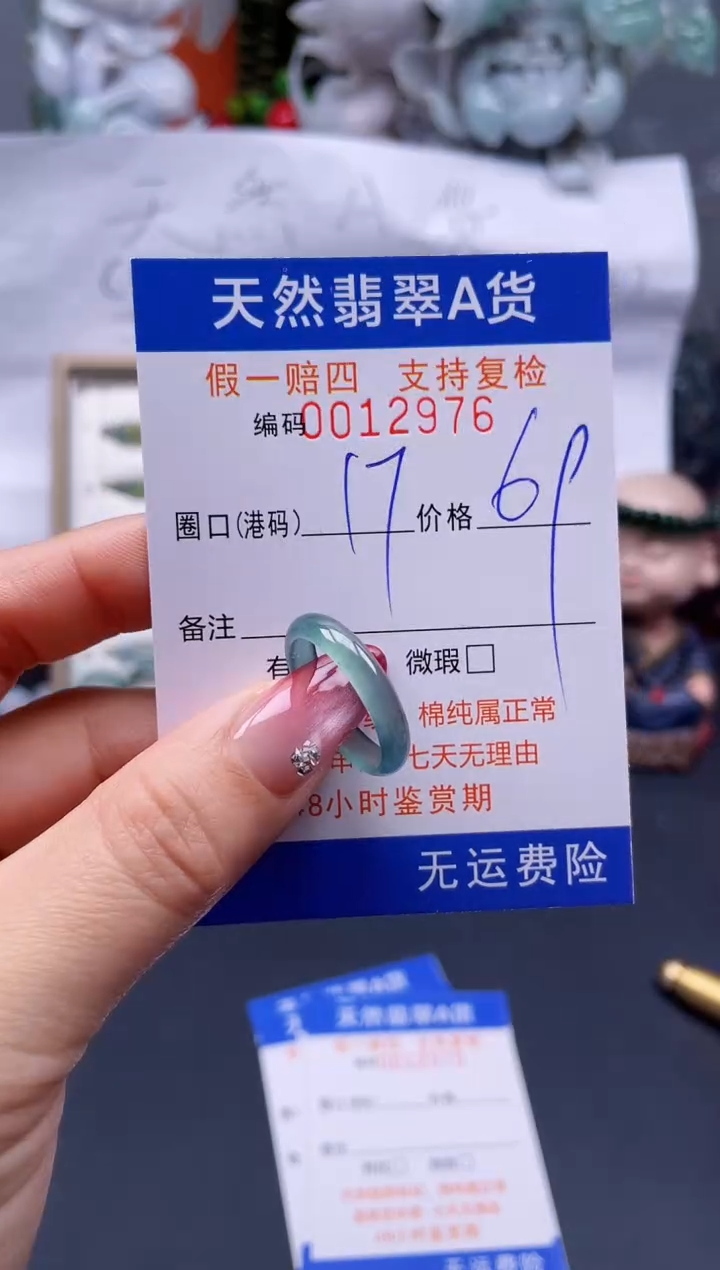 天然翡翠A货
假一赔四 支持复检
编码0012976
圈口(港码) 17 价格 69
备注
有 微瑕□
棉纯属正常
七天无理由
8小时鉴赏期
无运费险